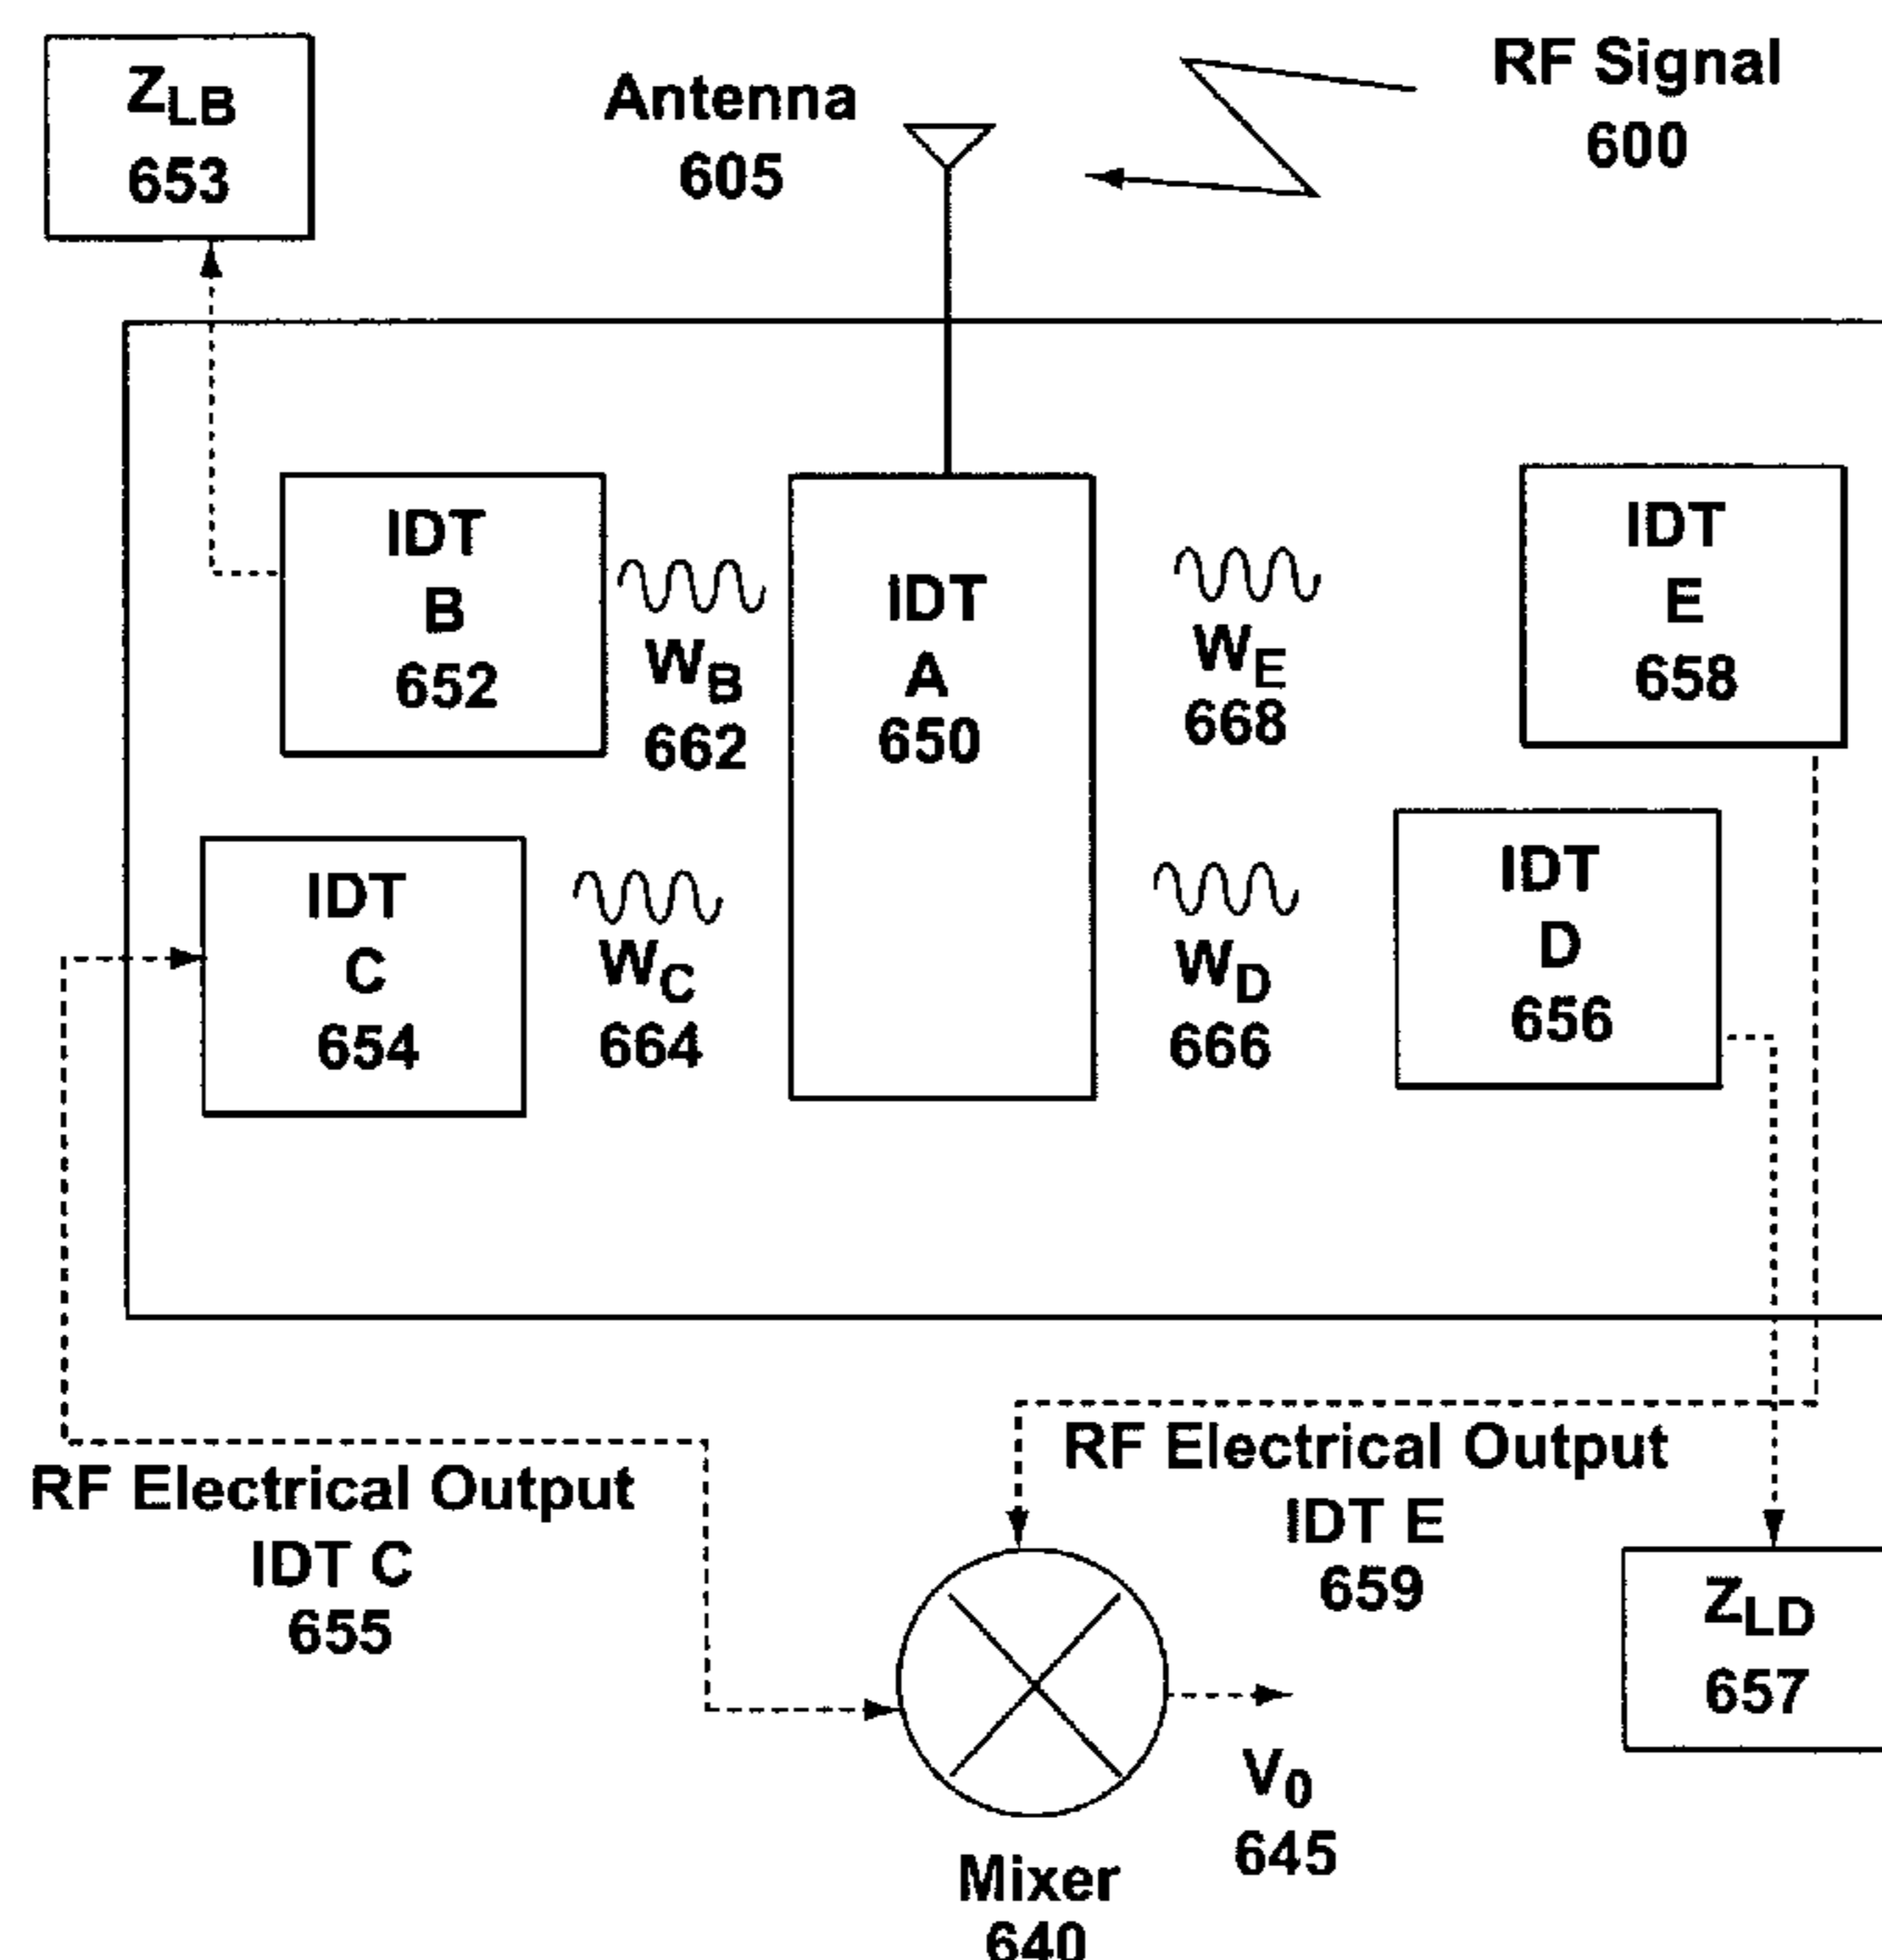 Z_LB
653
Antenna
605
RF Signal
600
IDT
B
652
W_B
662
IDT
A
650
W_E
668
IDT
E
658
IDT
C
654
W_C
664
W_D
666
IDT
D
656
RF Electrical Output
IDT C
655
RF Electrical Output
IDT E
659
Z_LD
657
V_0
645
Mixer
640